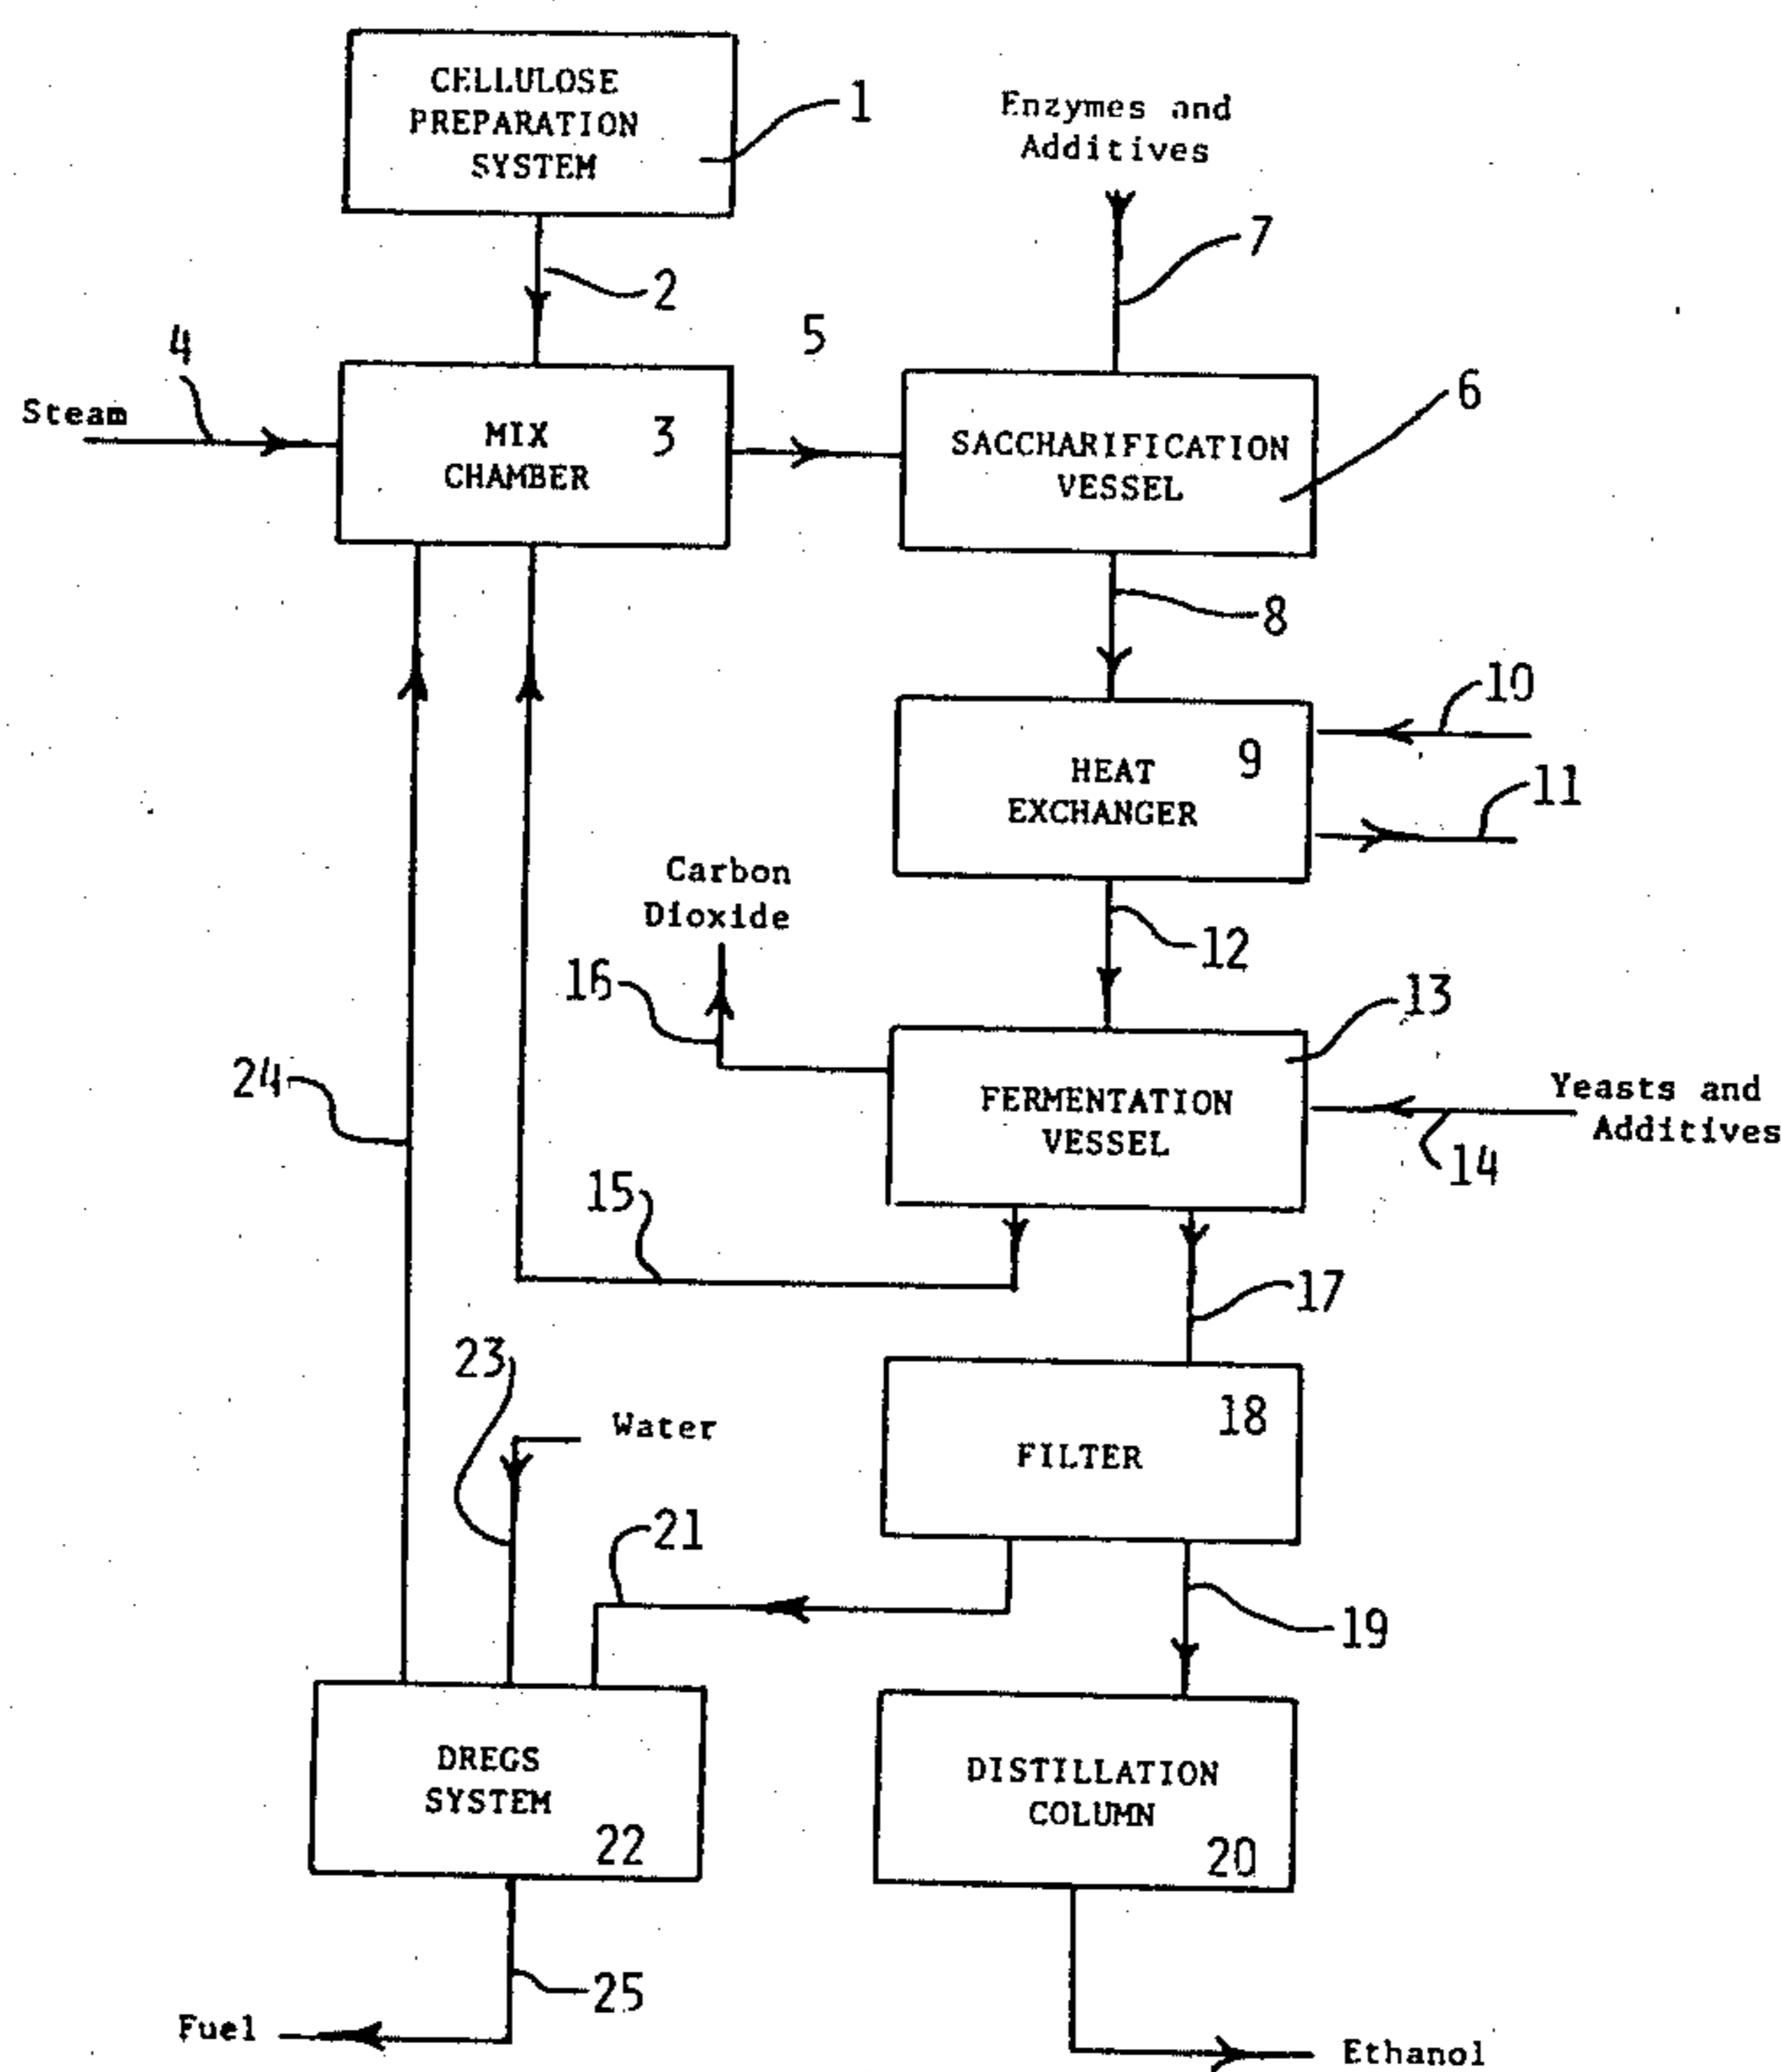 CELLULOSE
PREPARATION
SYSTEM
1
Enzymes and
Additives
7
2
5
4
Steam
MIX
CHAMBER
3
SACCHARIFICATION
VESSEL
6
8
10
HEAT
EXCHANGER
9
11
Carbon
Dioxide
12
16
13
24
FERMENTATION
VESSEL
Yeasts and
Additives
14
15
17
23
Water
18
FILTER
21
19
DREGS
SYSTEM
22
DISTILLATION
COLUMN
20
25
Fuel
Ethanol